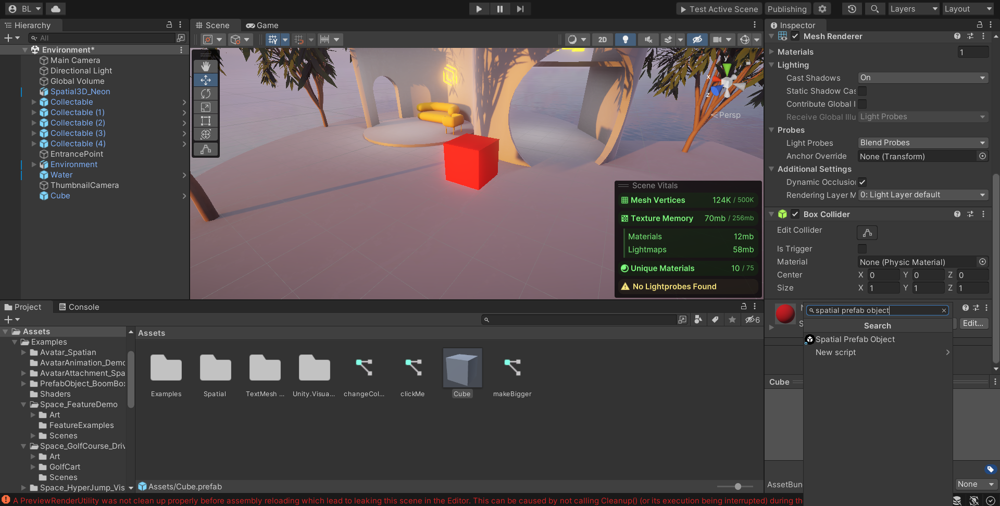 BL
Test Active Scene
Publishing
Layers
Layout
Hierarchy
All
Environment*
Main Camera
Directional Light
Global Volume
Spatial3D_Neon
Collectable
Collectable (1)
Collectable (2)
Collectable (3)
Collectable (4)
EntrancePoint
Environment
Water
ThumbnailCamera
Cube
Scene
Game
Y
2D
y
x
z
Persp
Scene Vitals
Mesh Vertices 124K / 500K
Texture Memory 70mb / 256mb
Materials 12mb
Lightmaps 58mb
Unique Materials 10 / 75
No Lightprobes Found
Inspector
Mesh Renderer
Materials 1
Lighting
Cast Shadows On
Static Shadow Cas
Contribute Global I
Receive Global Illu Light Probes
Probes
Light Probes Blend Probes
Anchor Override None (Transform)
Additional Settings
Dynamic Occlusio
Rendering Layer M 0: Light Layer default
Box Collider
Edit Collider
Is Trigger
Material None (Physic Material)
Center X 0 Y 0 Z 0
Size X 1 Y 1 Z 1
Edit...
spatial prefab object
Search
Spatial Prefab Object
New script
Cube
AssetBun
None
Project
Console
6
Assets
Examples
Avatar_Spatian
AvatarAnimation_Demo
AvatarAttachment_Spa
PrefabObject_BoomBo
Shaders
Space_FeatureDemo
Art
FeatureExamples
Scenes
Space_GolfCourse_Driv
Art
GolfCart
Scenes
Space_HyperJump_Vis
Assets
Examples
Spatial
TextMesh ...
Unity.Visua...
changeCol...
clickMe
Cube
makeBigger
Assets/Cube.prefab
A PreviewRenderUtility was not clean up properly before assembly reloading which lead to leaking this scene in the Editor. This can be caused by not calling Cleanup() (or its execution being interrupted) during th